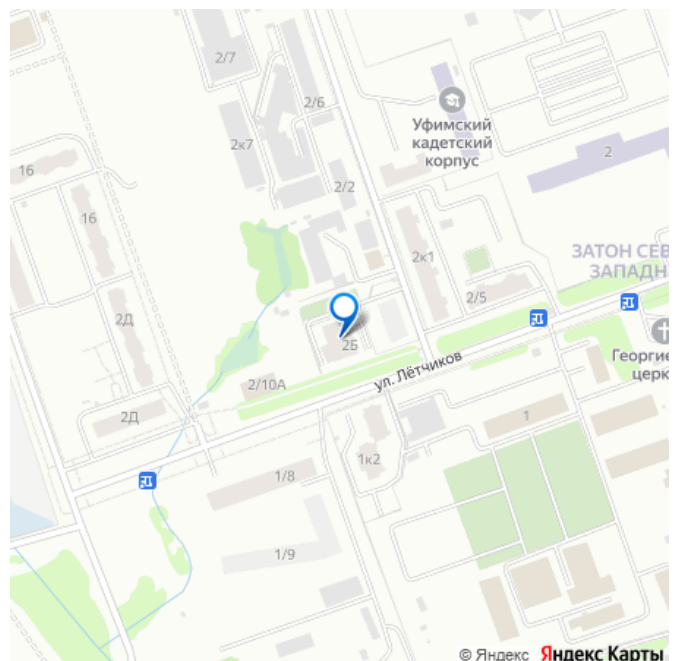 2/7
2/6
Уфимский
кадетский
корпус
2
2к7
16
2/2
16
2к1
ЗАТОН СЕВ
ЗАПАДН
2/5
2Д
2Б
ул. Лётчиков
Георгие
церк
2/10А
2Д
1
1к2
1/8
1/9
© Яндекс Яндекс Карты